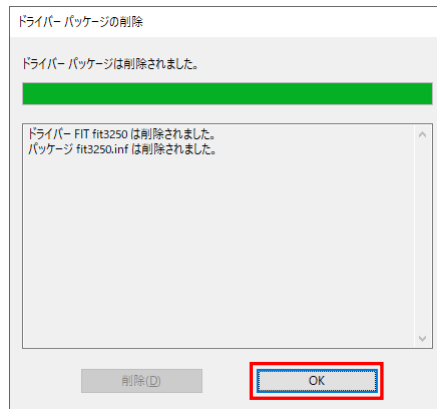 ドライバー パッケージの削除
ドライバー パッケージは削除されました。
ドライバー FIT fit3250 は削除されました。
パッケージ fit3250.inf は削除されました。
削除(D)
OK